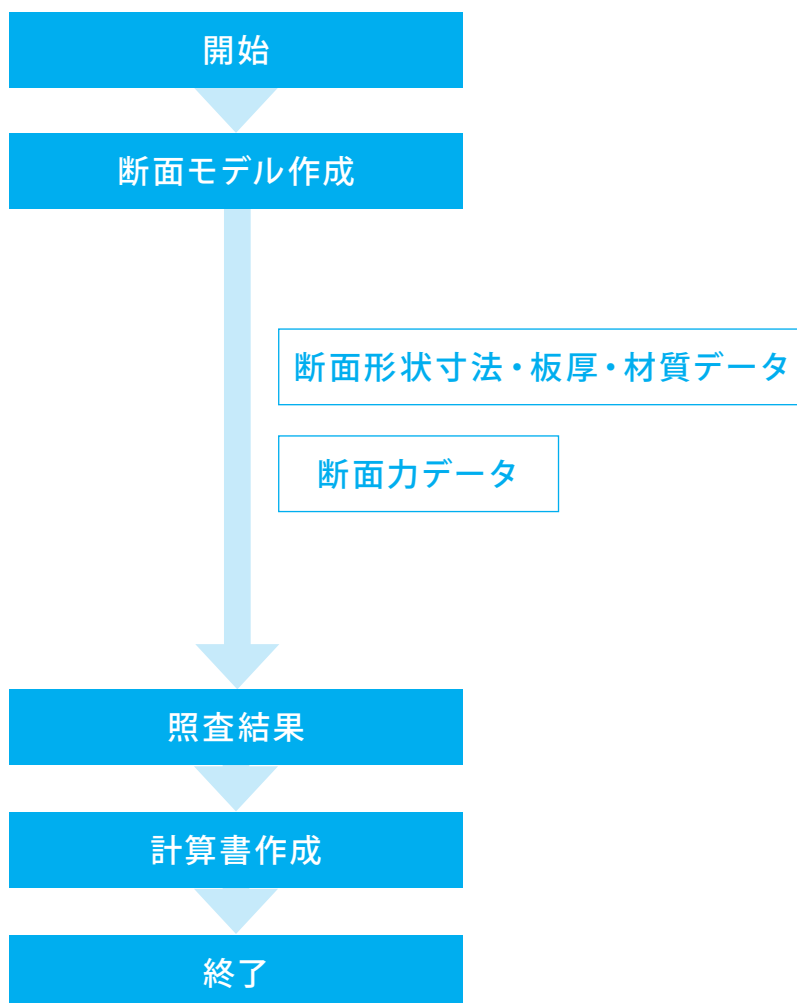 開始
断面モデル作成
断面形状寸法・板厚・材質データ
断面力データ
照査結果
計算書作成
終了